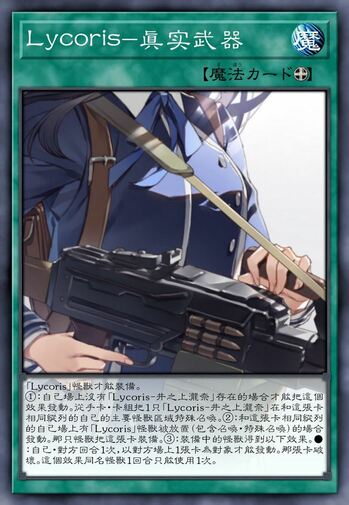 Lycoris-眞实武器
魔
【魔法カード】
「Lycoris」怪獸才能裝備。
①:自己場上沒有「Lycoris-井之上瀧奈」存在的場合才能把這個
效果發動。從手卡·卡組把1只「Lycoris-井之上瀧奈」在和這張卡
相同縱列的自己的主要怪獸區域特殊召喚。②:和這張卡相同縱列
的自己場上有「Lycoris」怪獸被放置(包含召喚·特殊召喚)的場合
發動。那只怪獸把這張卡裝備。③:裝備中的怪獸得到以下效果。●
:自己·對方回合1次,以對方場上1張卡為對象才能發動。那張卡破
壞。這個效果同名怪獸1回合只能使用1次。